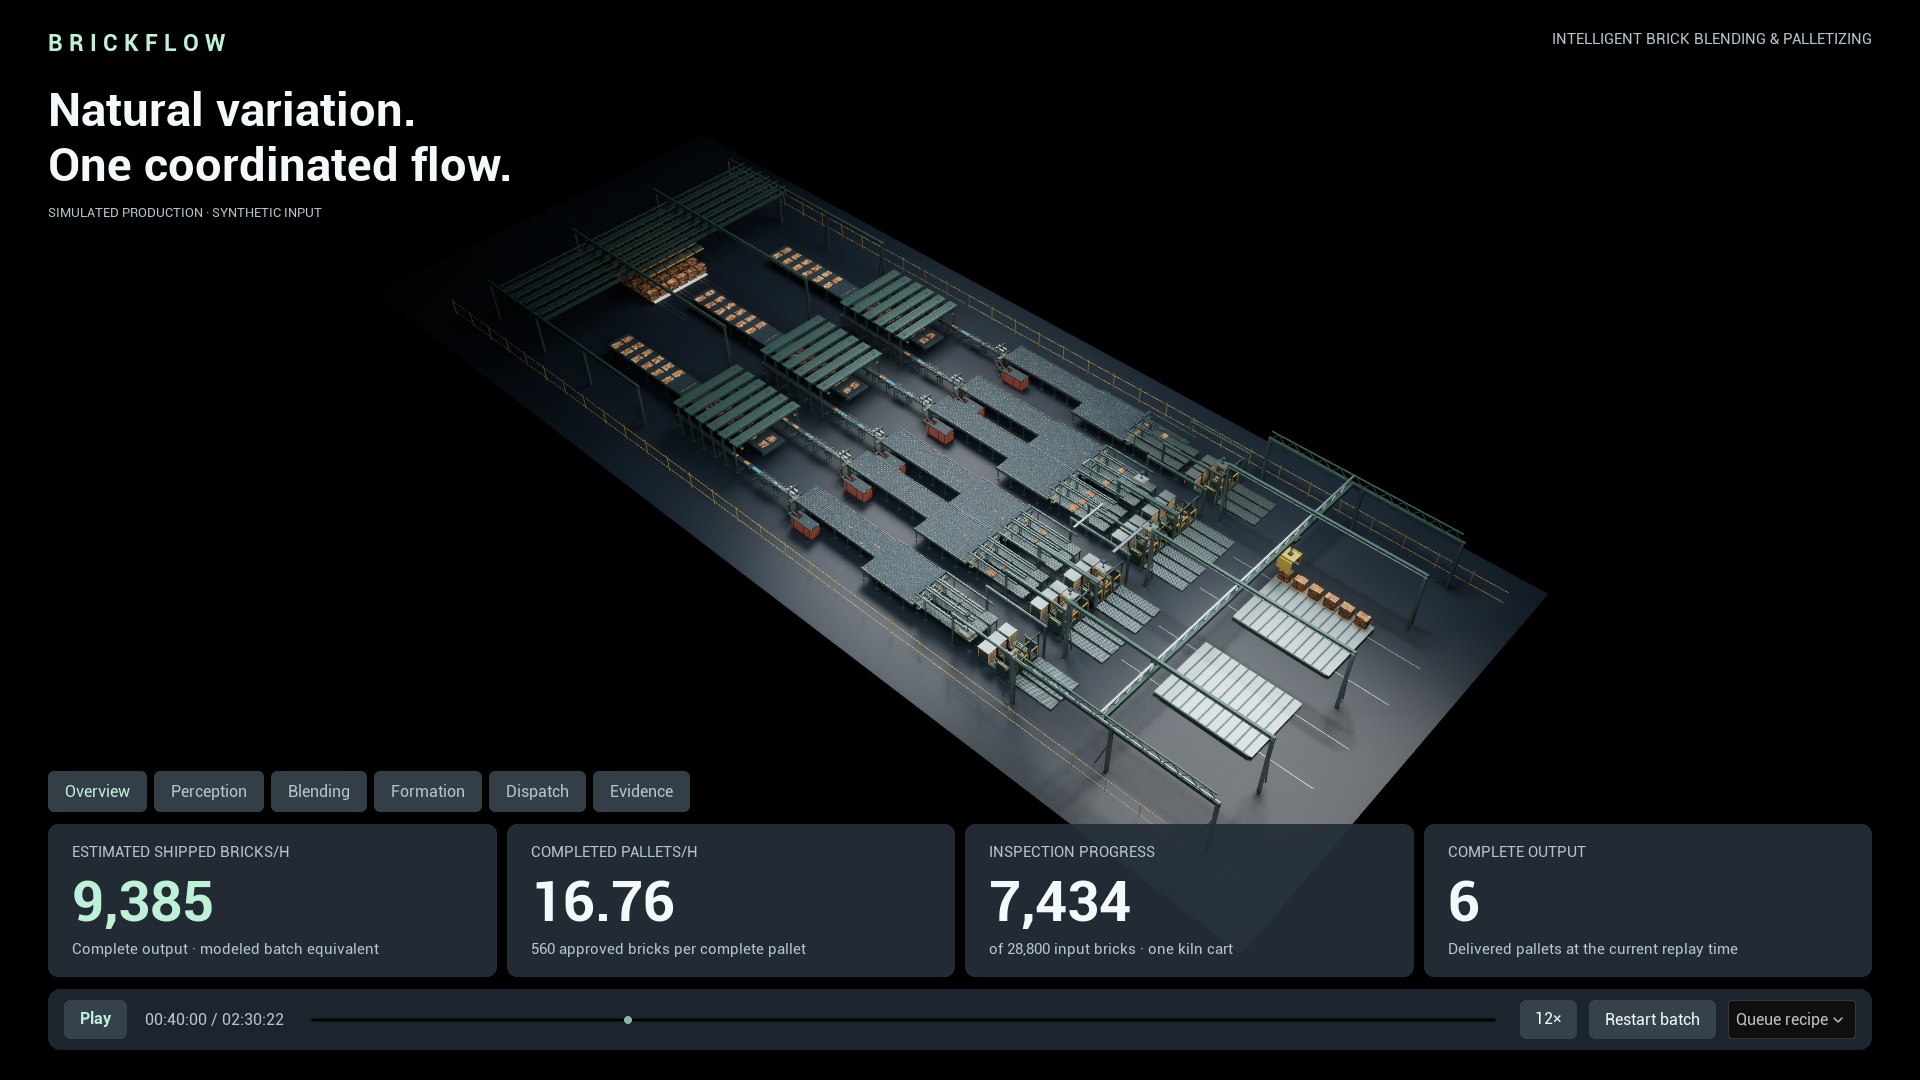 BRICKFLOW
INTELLIGENT BRICK BLENDING & PALLETIZING
Natural variation.
One coordinated flow.
SIMULATED PRODUCTION · SYNTHETIC INPUT
Overview
Perception
Blending
Formation
Dispatch
Evidence
ESTIMATED SHIPPED BRICKS/H
9,385
Complete output · modeled batch equivalent
COMPLETED PALLETS/H
16.76
560 approved bricks per complete pallet
INSPECTION PROGRESS
7,434
of 28,800 input bricks · one kiln cart
COMPLETE OUTPUT
6
Delivered pallets at the current replay time
Play
00:40:00 / 02:30:22
12×
Restart batch
Queue recipe